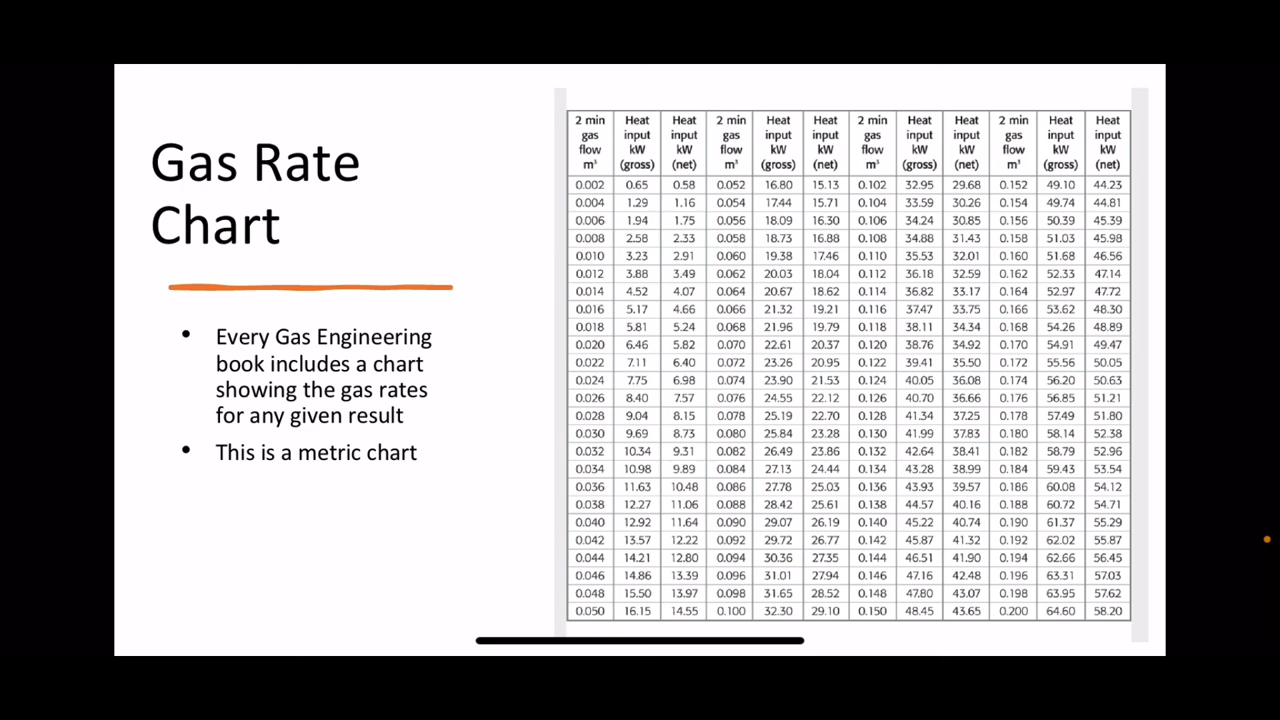 Gas Rate
Chart
• Every Gas Engineering
book includes a chart
showing the gas rates
for any given result
• This is a metric chart
2 min gas flow m³ Heat input kW (gross) Heat input kW (net) 2 min gas flow m³ Heat input kW (gross) Heat input kW (net) 2 min gas flow m³ Heat input kW (gross) Heat input kW (net) 2 min gas flow m³ Heat input kW (gross) Heat input kW (net)
0.002 0.65 0.58 0.052 16.80 15.13 0.102 32.95 29.68 0.152 49.10 44.23
0.004 1.29 1.16 0.054 17.44 15.71 0.104 33.59 30.26 0.154 49.74 44.81
0.006 1.94 1.75 0.056 18.09 16.30 0.106 34.24 30.85 0.156 50.39 45.39
0.008 2.58 2.33 0.058 18.73 16.88 0.108 34.88 31.43 0.158 51.03 45.98
0.010 3.23 2.91 0.060 19.38 17.46 0.110 35.53 32.01 0.160 51.68 46.56
0.012 3.88 3.49 0.062 20.03 18.04 0.112 36.18 32.59 0.162 52.33 47.14
0.014 4.52 4.07 0.064 20.67 18.62 0.114 36.82 33.17 0.164 52.97 47.72
0.016 5.17 4.66 0.066 21.32 19.21 0.116 37.47 33.75 0.166 53.62 48.30
0.018 5.81 5.24 0.068 21.96 19.79 0.118 38.11 34.34 0.168 54.26 48.89
0.020 6.46 5.82 0.070 22.61 20.37 0.120 38.76 34.92 0.170 54.91 49.47
0.022 7.11 6.40 0.072 23.26 20.95 0.122 39.41 35.50 0.172 55.56 50.05
0.024 7.75 6.98 0.074 23.90 21.53 0.124 40.05 36.08 0.174 56.20 50.63
0.026 8.40 7.57 0.076 24.55 22.12 0.126 40.70 36.66 0.176 56.85 51.21
0.028 9.04 8.15 0.078 25.19 22.70 0.128 41.34 37.25 0.178 57.49 51.80
0.030 9.69 8.73 0.080 25.84 23.28 0.130 41.99 37.83 0.180 58.14 52.38
0.032 10.34 9.31 0.082 26.49 23.86 0.132 42.64 38.41 0.182 58.79 52.96
0.034 10.98 9.89 0.084 27.13 24.44 0.134 43.28 38.99 0.184 59.43 53.54
0.036 11.63 10.48 0.086 27.78 25.03 0.136 43.93 39.57 0.186 60.08 54.12
0.038 12.27 11.06 0.088 28.42 25.61 0.138 44.57 40.16 0.188 60.72 54.71
0.040 12.92 11.64 0.090 29.07 26.19 0.140 45.22 40.74 0.190 61.37 55.29
0.042 13.57 12.22 0.092 29.72 26.77 0.142 45.87 41.32 0.192 62.02 55.87
0.044 14.21 12.80 0.094 30.36 27.35 0.144 46.51 41.90 0.194 62.66 56.45
0.046 14.86 13.39 0.096 31.01 27.94 0.146 47.16 42.48 0.196 63.31 57.03
0.048 15.50 13.97 0.098 31.65 28.52 0.148 47.80 43.07 0.198 63.95 57.62
0.050 16.15 14.55 0.100 32.30 29.10 0.150 48.45 43.65 0.200 64.60 58.20